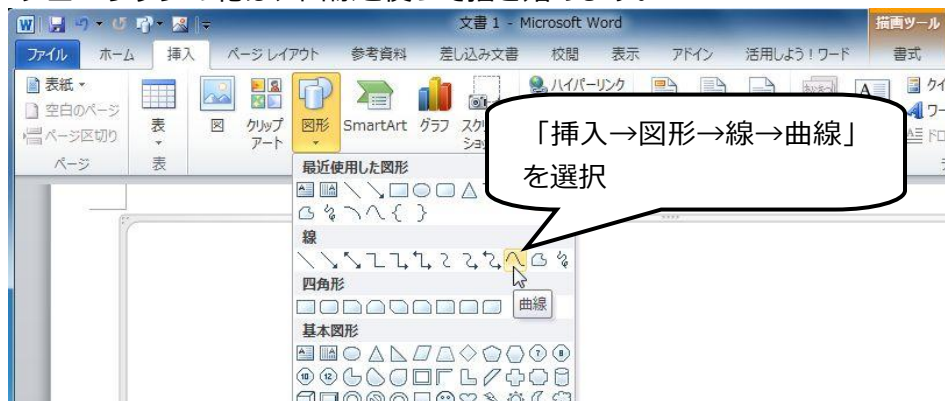 文書 1 - Microsoft Word
描画ツール
ファイル ホーム 挿入 ページ レイアウト 参考資料 差し込み文書 校閲 表示 アドイン 活用しよう！ワード 書式
表紙
空白のページ
ページ区切り
ページ
表
表
図
クリップ
アート
図形
SmartArt
グラフ
ハイパーリンク
「挿入→図形→線→曲線」
を選択
最近使用した図形
線
四角形
曲線
基本図形